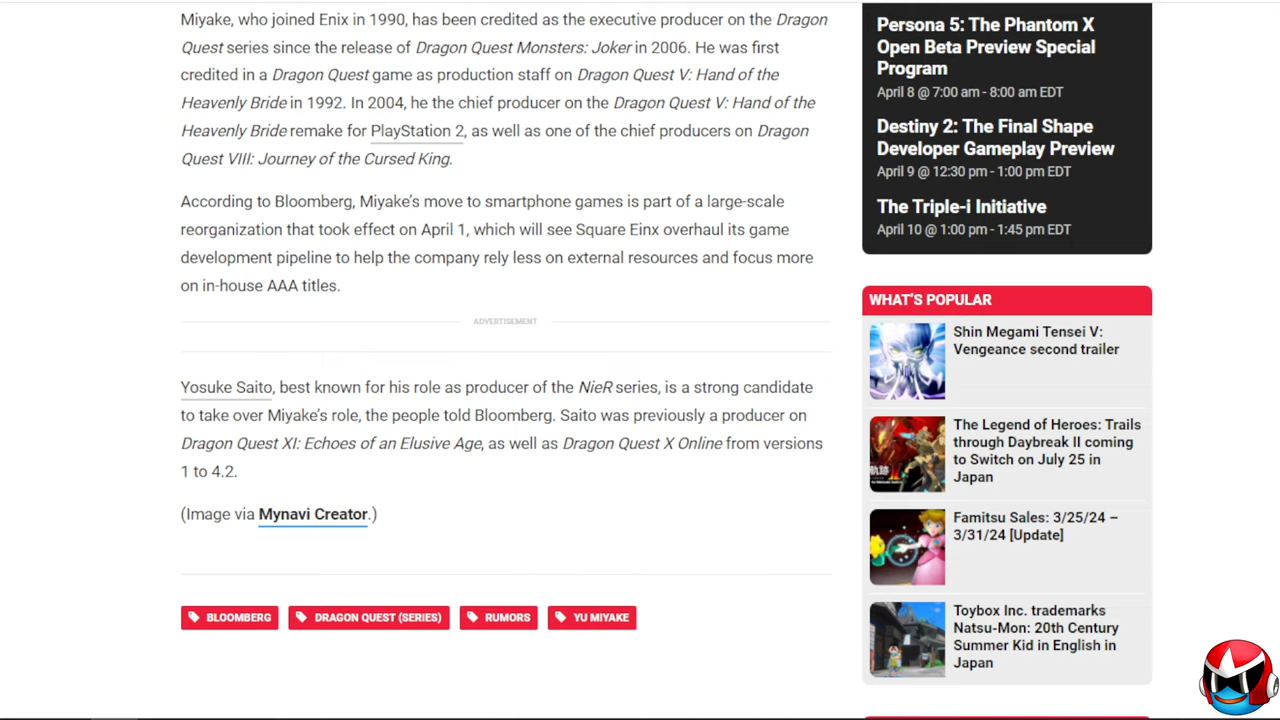 Miyake, who joined Enix in 1990, has been credited as the executive producer on the Dragon
Quest series since the release of Dragon Quest Monsters: Joker in 2006. He was first
credited in a Dragon Quest game as production staff on Dragon Quest V: Hand of the
Heavenly Bride in 1992. In 2004, he the chief producer on the Dragon Quest V: Hand of the
Heavenly Bride remake for PlayStation 2, as well as one of the chief producers on Dragon
Quest VIII: Journey of the Cursed King.
According to Bloomberg, Miyake’s move to smartphone games is part of a large-scale
reorganization that took effect on April 1, which will see Square Einx overhaul its game
development pipeline to help the company rely less on external resources and focus more
on in-house AAA titles.
ADVERTISEMENT
Yosuke Saito, best known for his role as producer of the NieR series, is a strong candidate
to take over Miyake’s role, the people told Bloomberg. Saito was previously a producer on
Dragon Quest XI: Echoes of an Elusive Age, as well as Dragon Quest X Online from versions
1 to 4.2.
(Image via Mynavi Creator.)
BLOOMBERG
DRAGON QUEST (SERIES)
RUMORS
YU MIYAKE
Persona 5: The Phantom X
Open Beta Preview Special
Program
April 8 @ 7:00 am - 8:00 am EDT
Destiny 2: The Final Shape
Developer Gameplay Preview
April 9 @ 12:30 pm - 1:00 pm EDT
The Triple-i Initiative
April 10 @ 1:00 pm - 1:45 pm EDT
WHAT’S POPULAR
Shin Megami Tensei V:
Vengeance second trailer
The Legend of Heroes: Trails
through Daybreak II coming
to Switch on July 25 in
Japan
Famitsu Sales: 3/25/24 –
3/31/24 [Update]
Toybox Inc. trademarks
Natsu-Mon: 20th Century
Summer Kid in English in
Japan